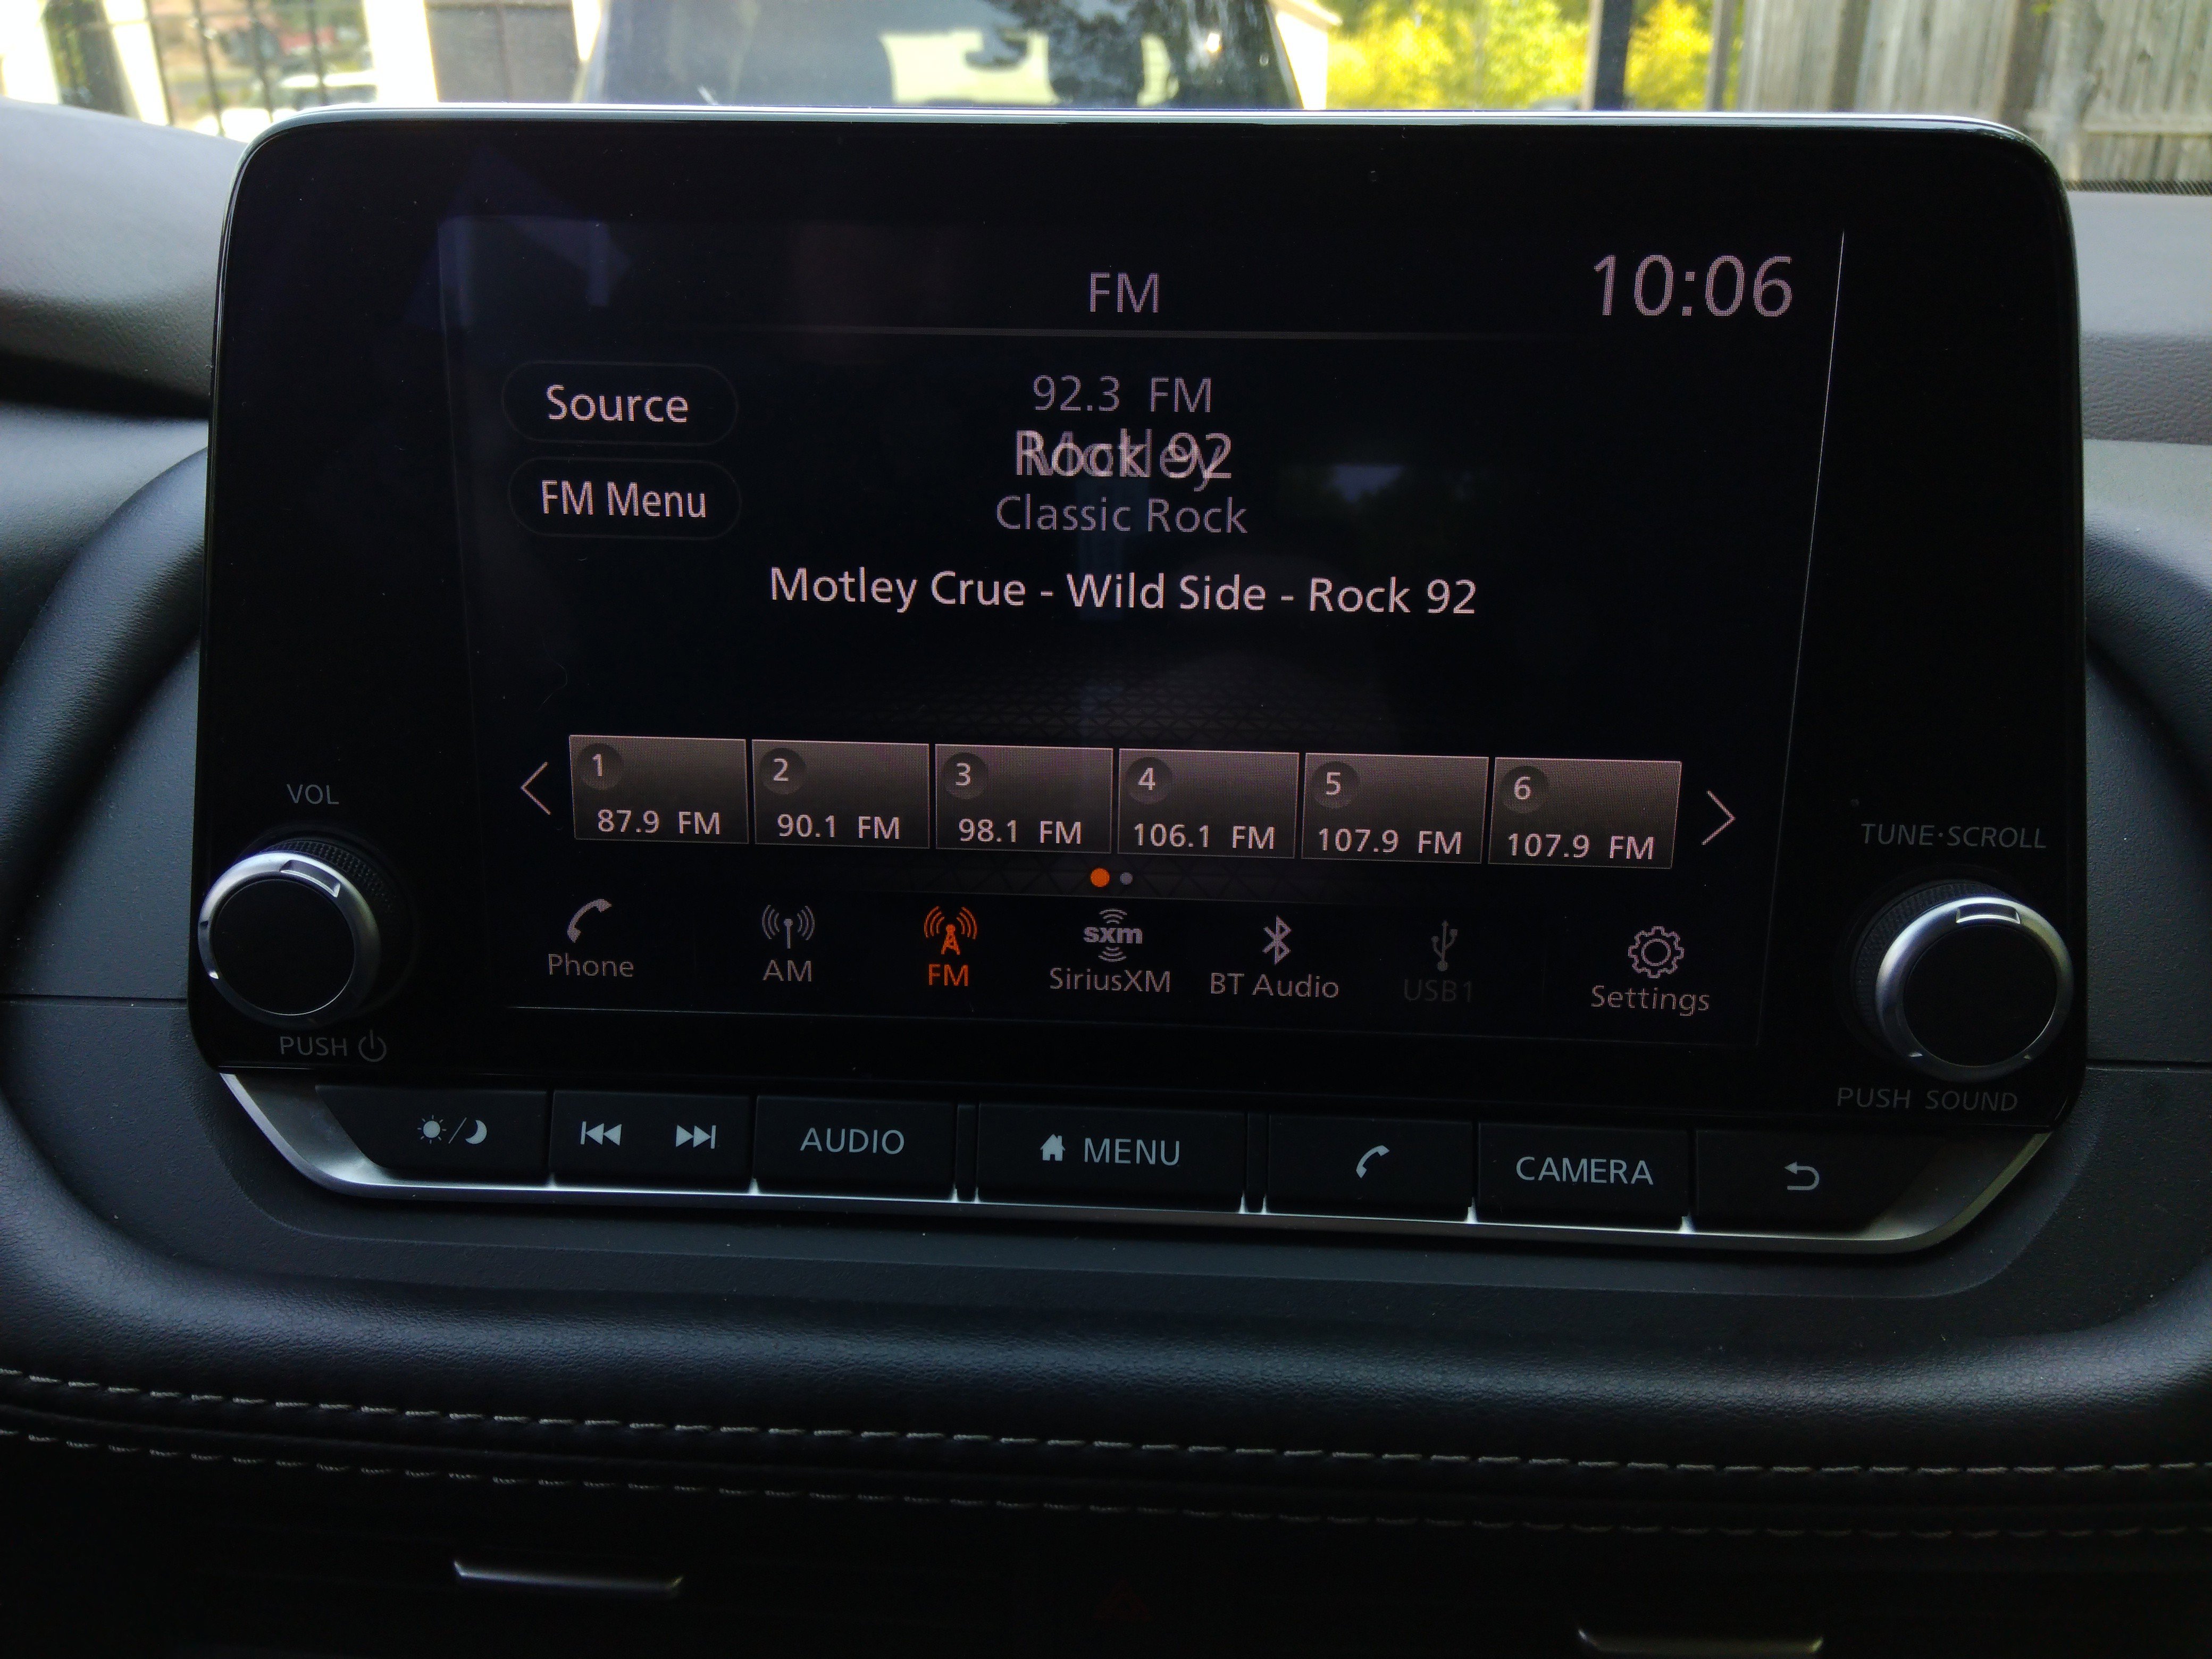 FM
10:06
Source
FM Menu
92.3 FM
Rock 92
Classic Rock
Motley Crue - Wild Side - Rock 92
1
87.9 FM
2
90.1 FM
3
98.1 FM
4
106.1 FM
5
107.9 FM
6
107.9 FM
Phone
AM
FM
sxm
SiriusXM
BT Audio
USB1
Settings
VOL
PUSH
TUNE·SCROLL
PUSH SOUND
AUDIO
MENU
CAMERA